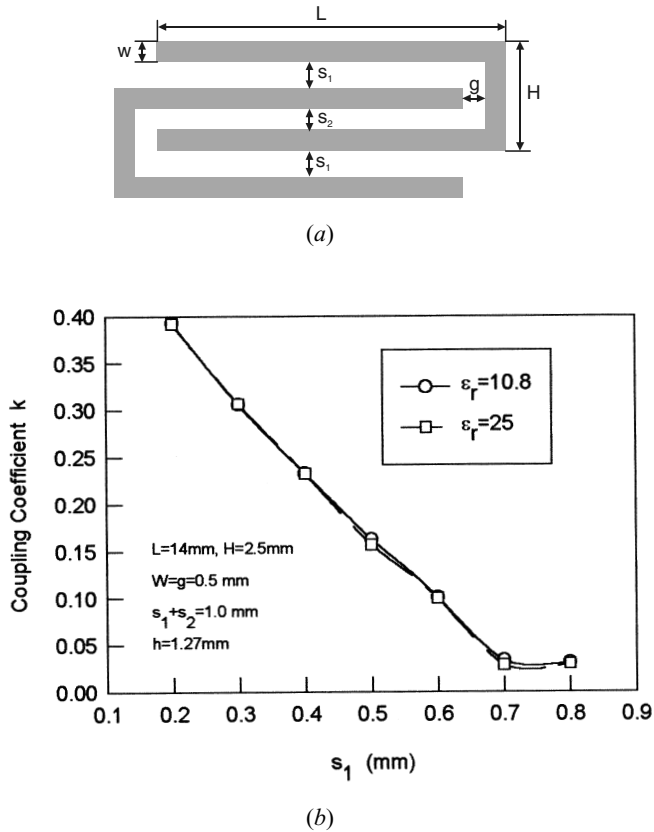 L
w
s1
g
H
s2
s1
(a)
0.40
0.35
0.30
0.25
0.20
0.15
0.10
0.05
0.00
Coupling Coefficient k
εr=10.8
εr=25
L=14mm, H=2.5mm
W=g=0.5 mm
s1+s2=1.0 mm
h=1.27mm
0.1 0.2 0.3 0.4 0.5 0.6 0.7 0.8 0.9
s1 (mm)
(b)